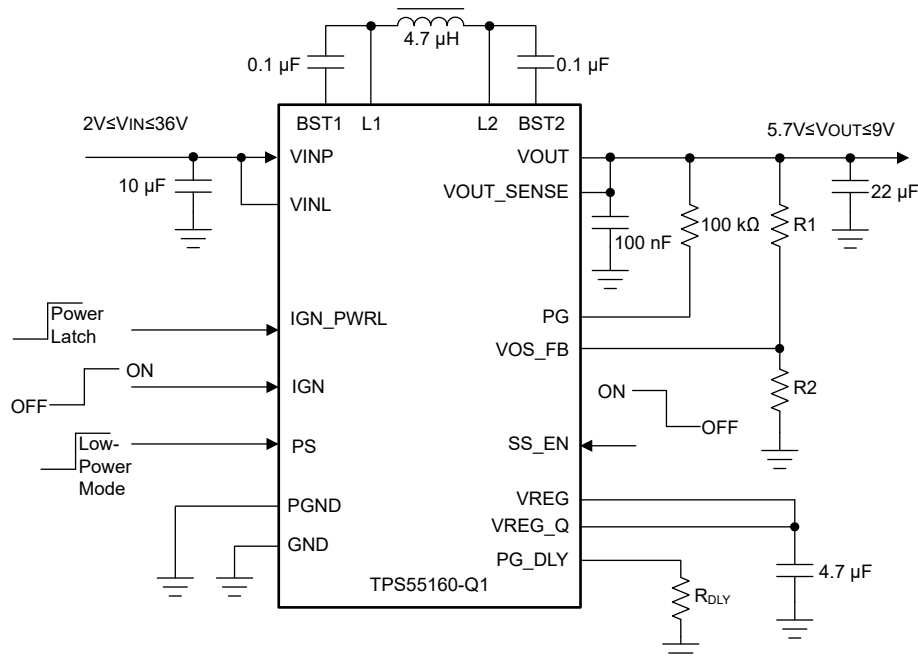 4.7 µH
0.1 µF
0.1 µF
BST1
L1
L2
BST2
2V≤VIN≤36V
5.7V≤VOUT≤9V
VINP
VOUT
10 µF
VINL
VOUT_SENSE
22 µF
100 nF
100 kΩ
R1
Power
Latch
IGN_PWRL
PG
VOS_FB
OFF
ON
IGN
R2
ON
OFF
Low-
Power
Mode
PS
SS_EN
PGND
VREG
VREG_Q
GND
PG_DLY
4.7 µF
TPS55160-Q1
RDLY